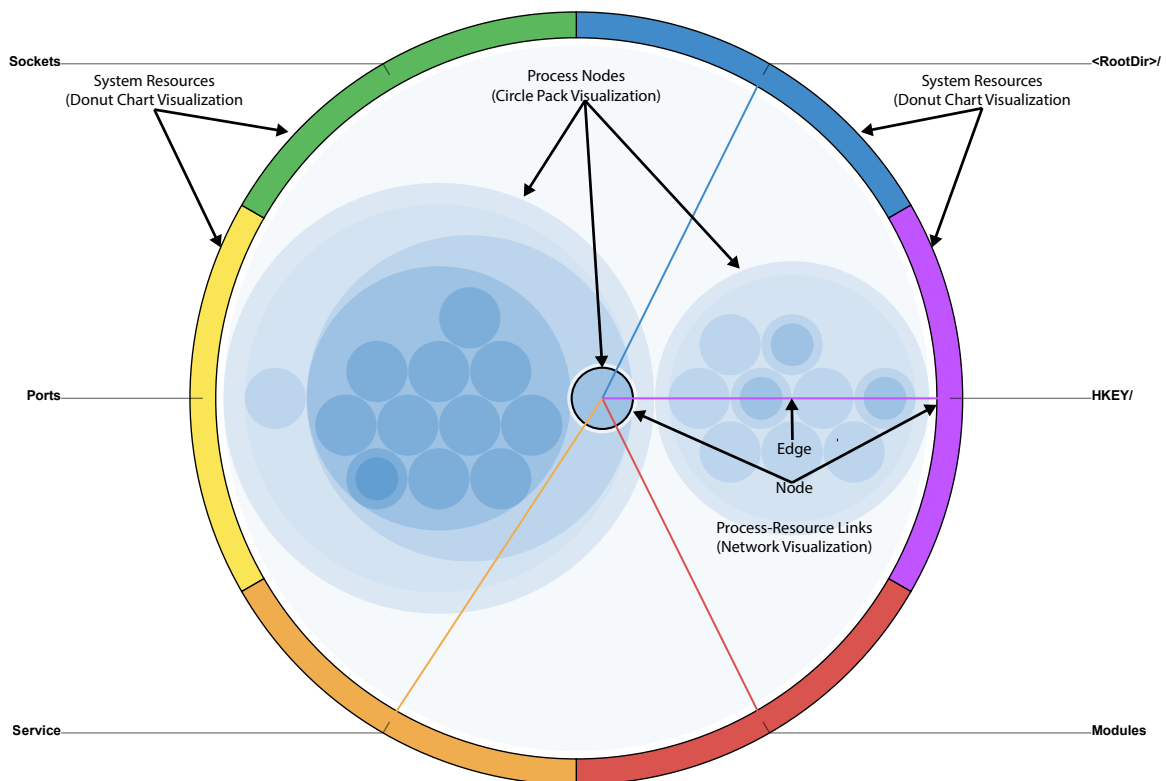 Sockets
<RootDir>/
System Resources
(Donut Chart Visualization
Process Nodes
(Circle Pack Visualization)
System Resources
(Donut Chart Visualization
Ports
HKEY/
Edge
Node
Process-Resource Links
(Network Visualization)
Service
Modules